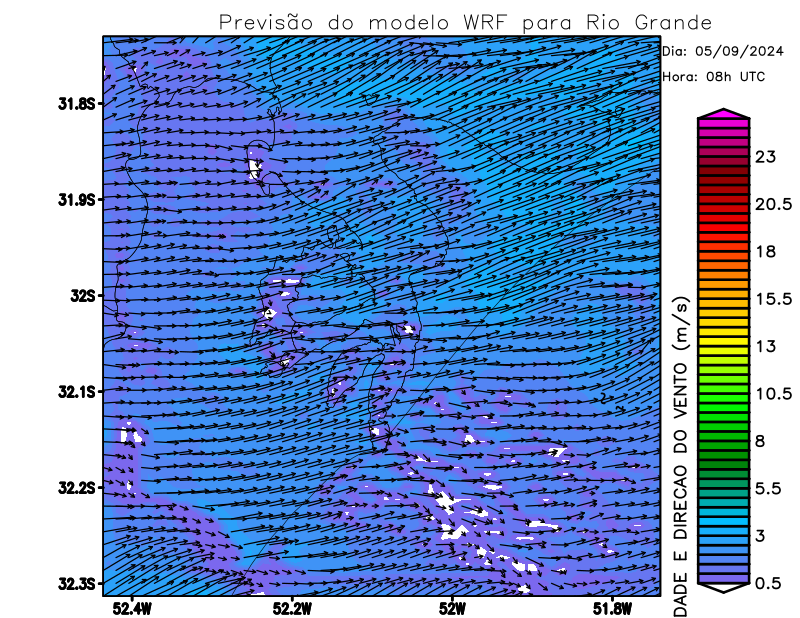 Previsão do modelo WRF para Rio Grande
Dia: 05/09/2024
Hora: 08h UTC
31.8S
31.9S
32S
32.1S
32.2S
32.3S
52.4W
52.2W
52W
51.8W
23
20.5
18
15.5
13
10.5
8
5.5
3
0.5
DADE E DIRECAO DO VENTO (m/s)